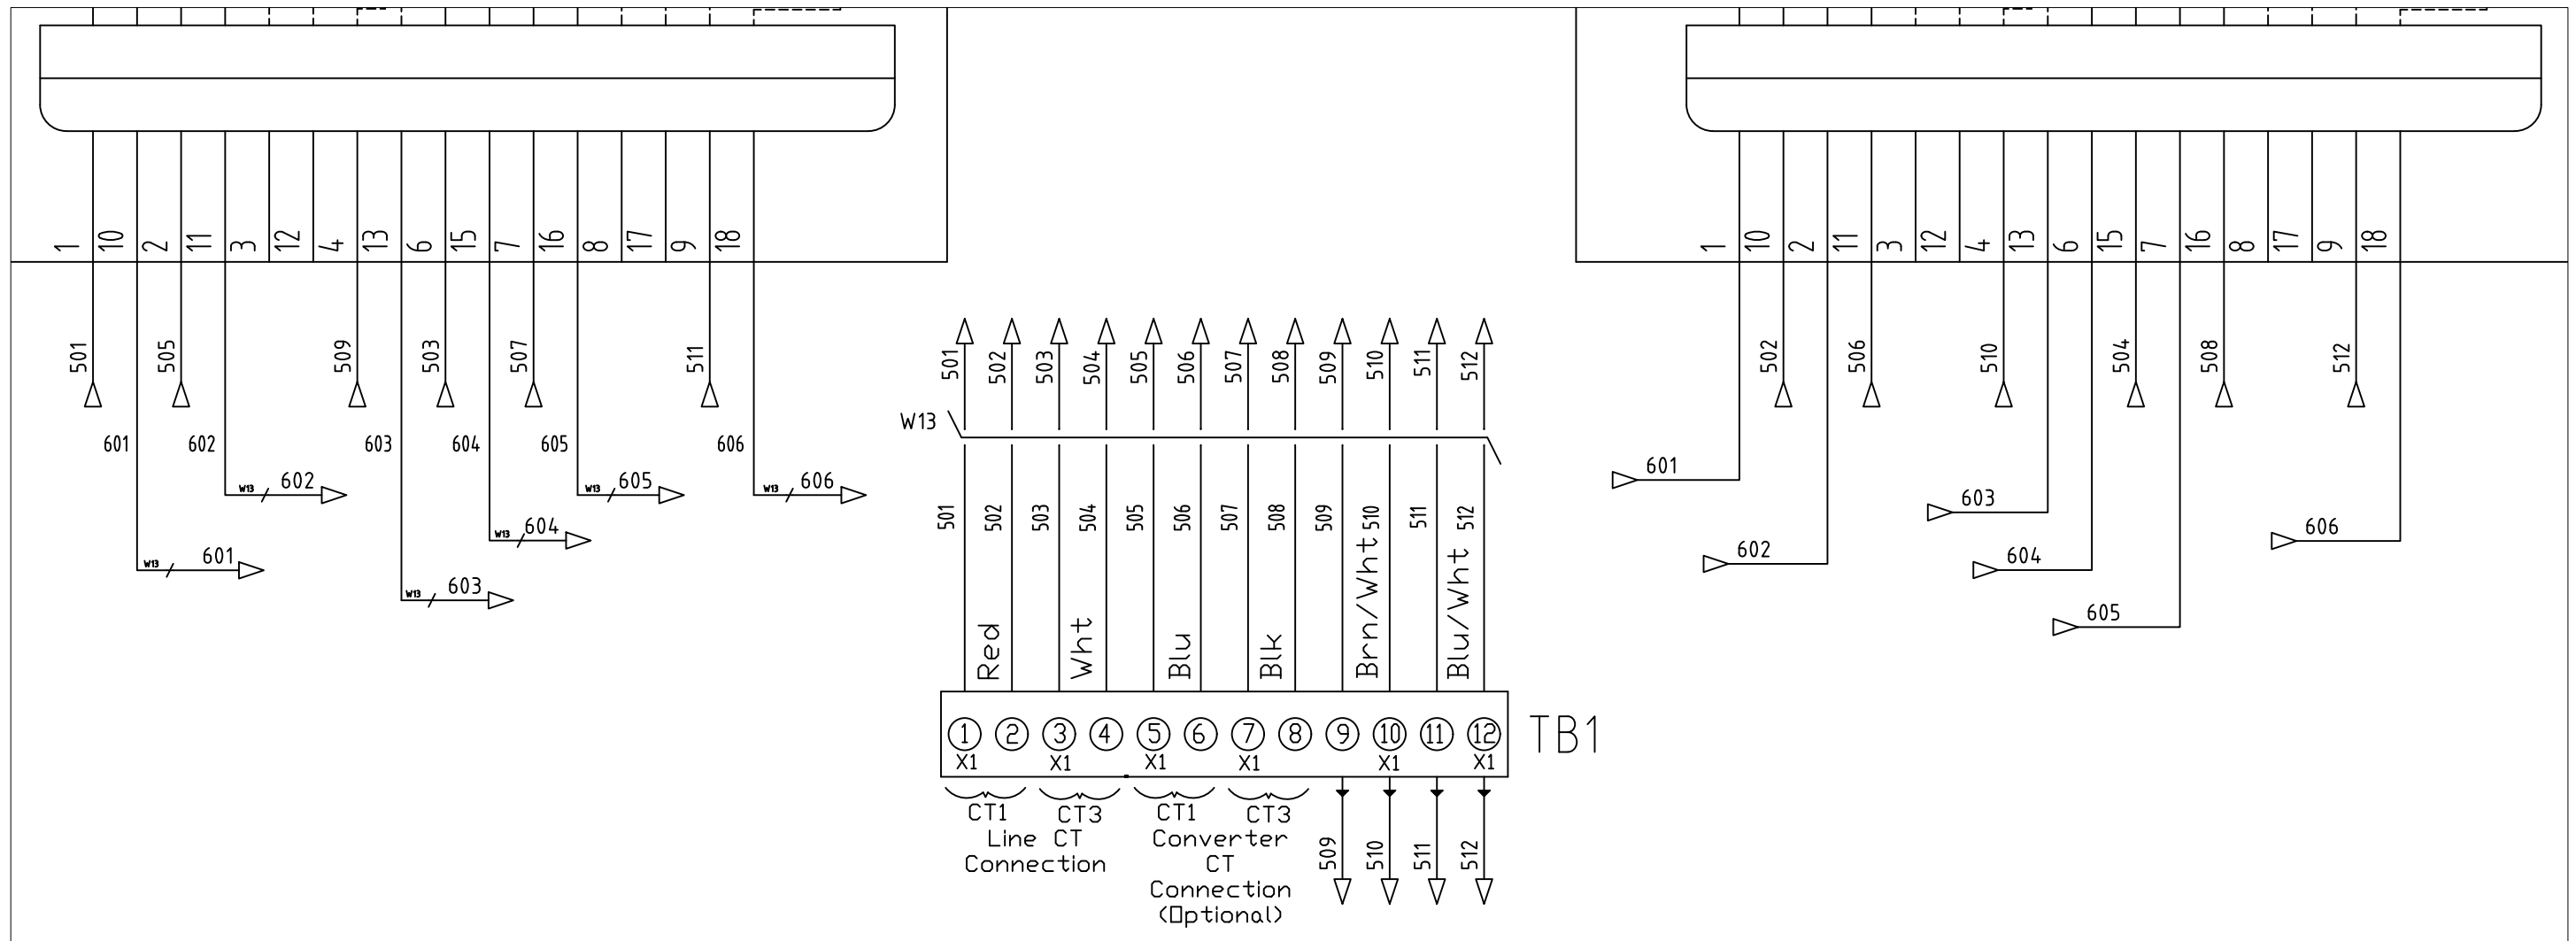 1 10 2 11 3 12 4 13 6 15 7 16 8 17 9 18
1 10 2 11 3 12 4 13 6 15 7 16 8 17 9 18
501 505 509 503 507 511
501 502 503 504 505 506 507 508 509 510 511 512
502 506 510 504 508 512
W13
601 602 603 604 605 606
W13 602
W13 605
W13 606
W13 604
W13 601
W13 603
601
603
606
602
604
605
501 502 503 504 505 506 507 508 509 510 511 512
Red Wht Blu Blk Brn/Wht Blu/Wht
1 2 3 4 5 6 7 8 9 10 11 12
TB1
X1 X1 X1 X1 X1 X1
CT1 CT3 CT1 CT3
Line CT
Connection
Converter
CT
Connection
(Optional)
509 510 511 512